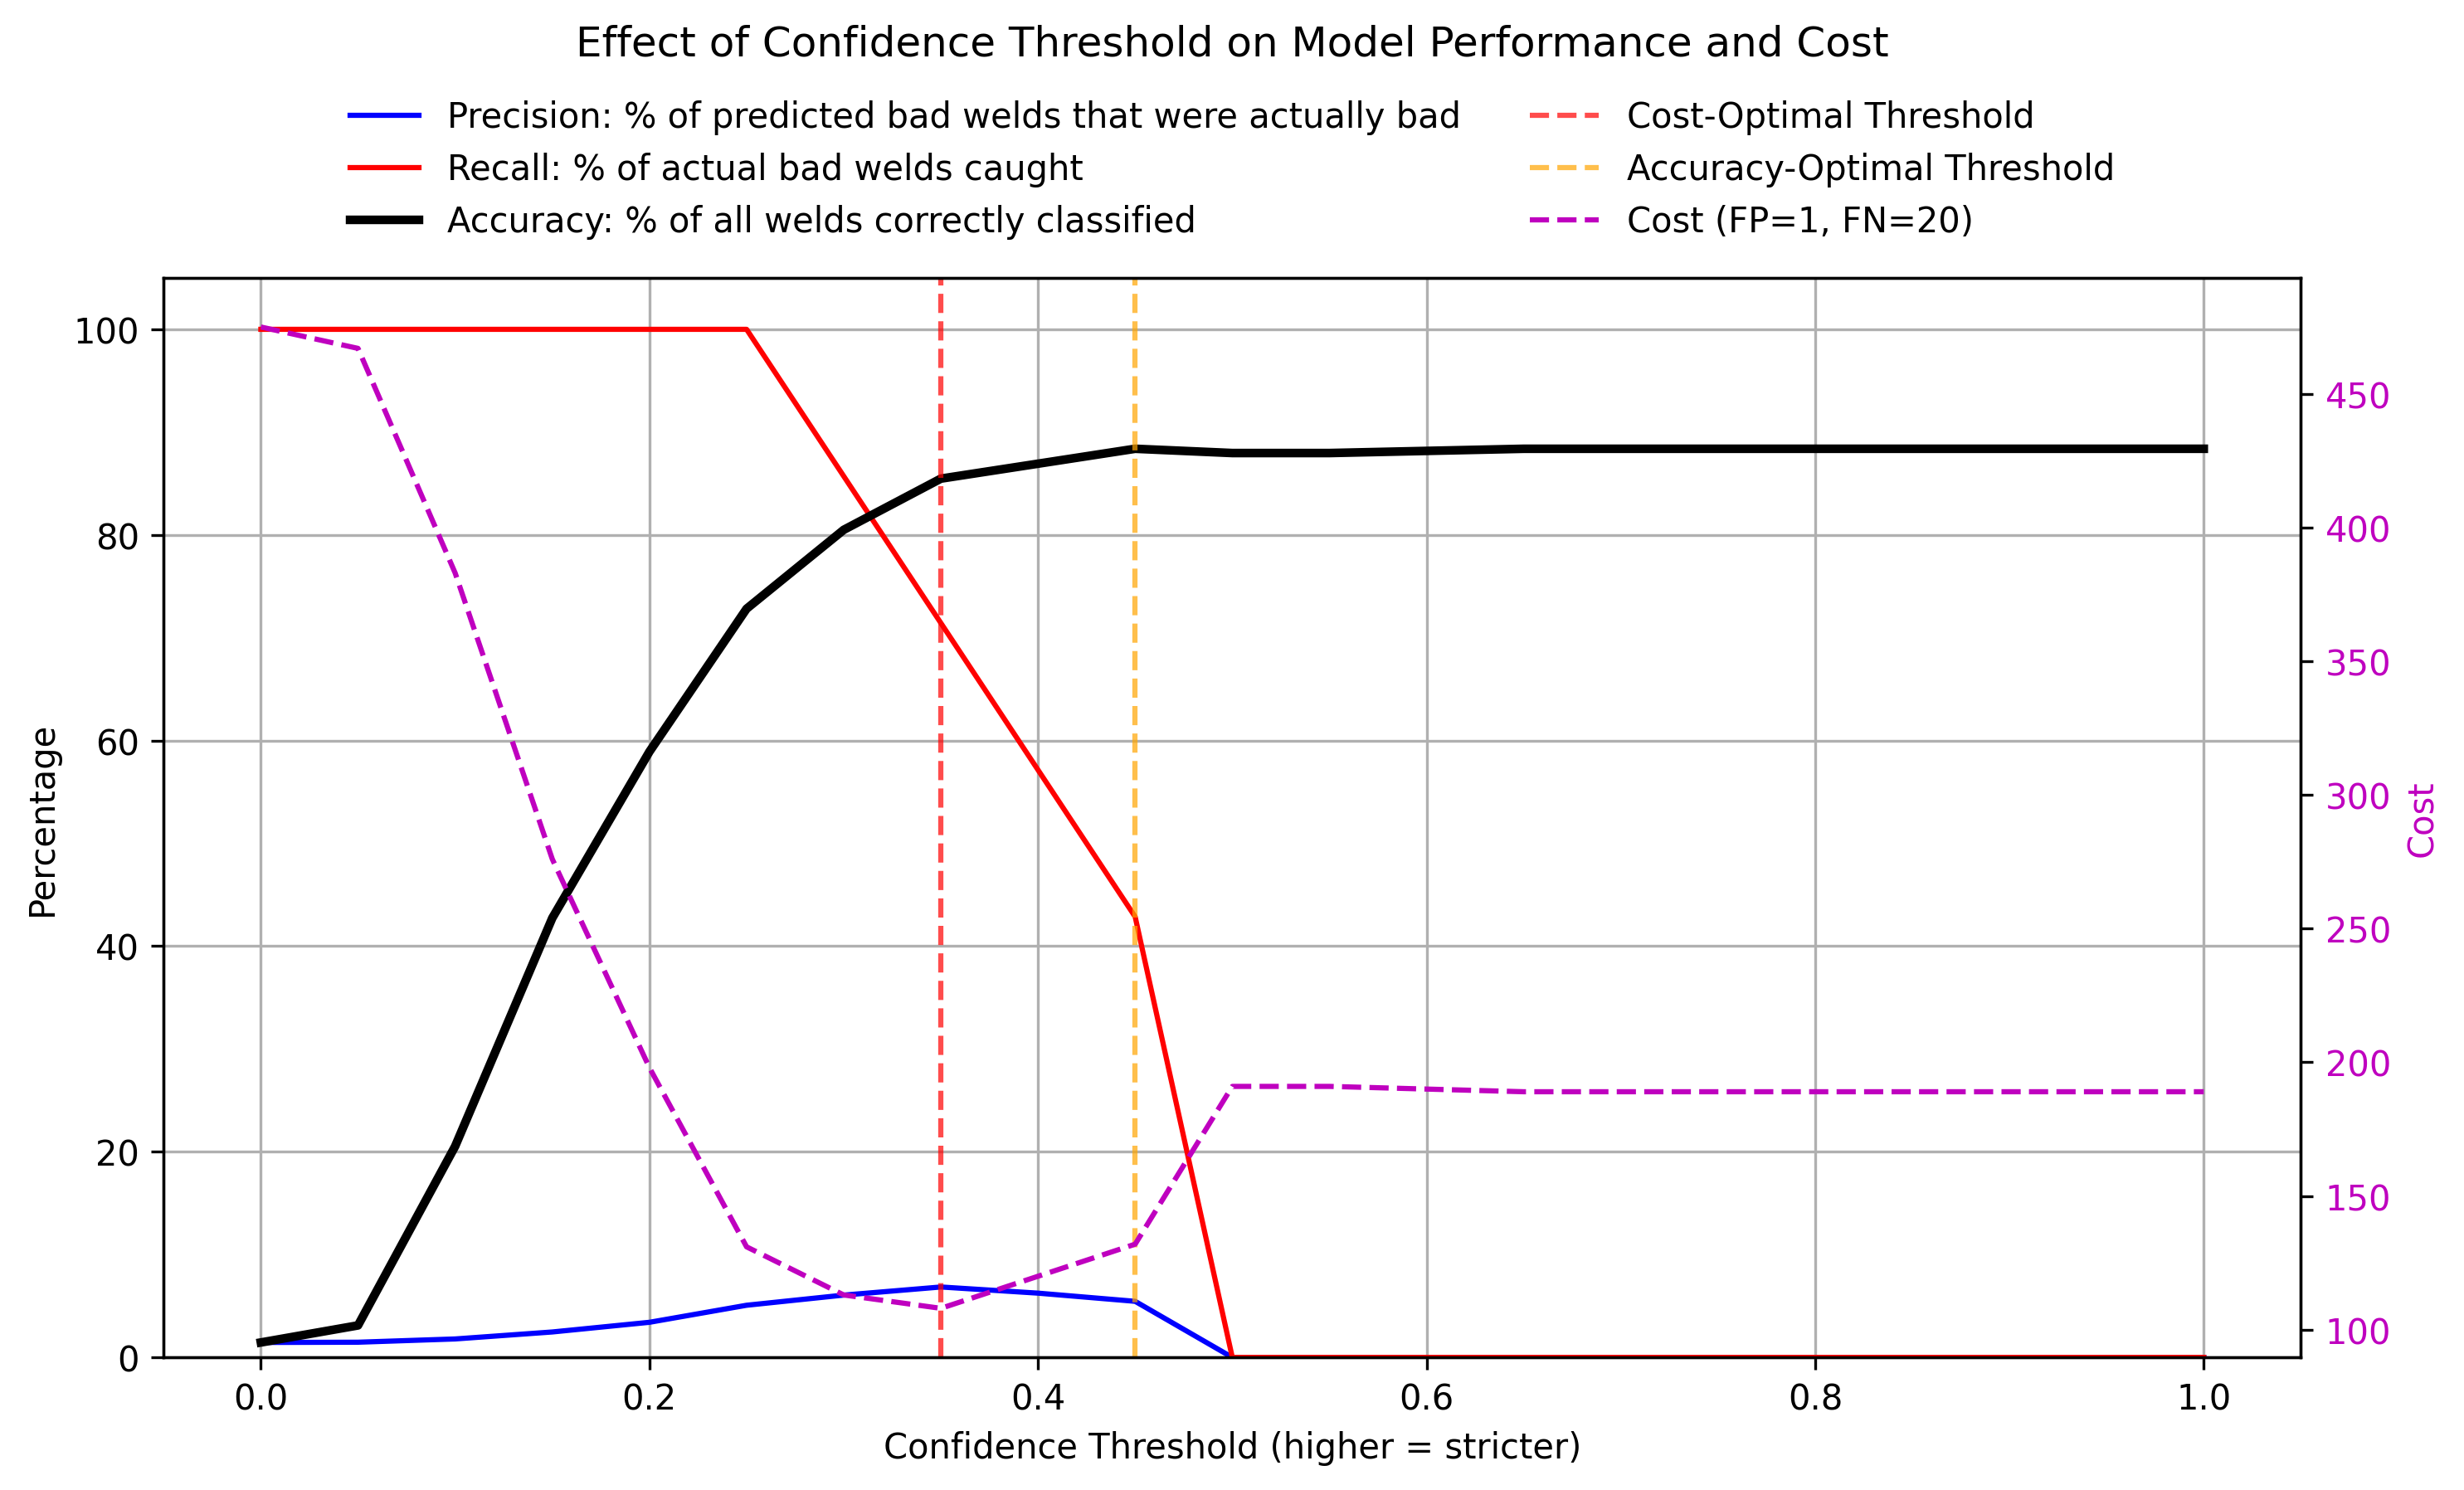 Effect of Confidence Threshold on Model Performance and Cost
Precision: % of predicted bad welds that were actually bad
Recall: % of actual bad welds caught
Accuracy: % of all welds correctly classified
Cost-Optimal Threshold
Accuracy-Optimal Threshold
Cost (FP=1, FN=20)
Percentage
100
80
60
40
20
0
450
400
350
300
250
200
150
100
Cost
0.0
0.2
0.4
0.6
0.8
1.0
Confidence Threshold (higher = stricter)